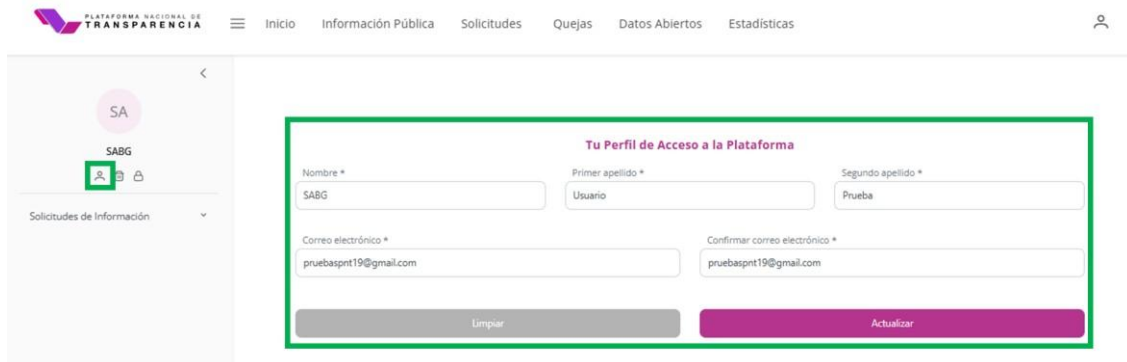 PLATAFORMA NACIONAL DE
TRANSPARENCIA
Inicio Información Pública Solicitudes Quejas Datos Abiertos Estadísticas
SA
SABG
Solicitudes de Información
Tu Perfil de Acceso a la Plataforma
Nombre * Primer apellido * Segundo apellido *
SABG Usuario Prueba
Correo electrónico * Confirmar correo electrónico *
pruebaspnt19@gmail.com pruebaspnt19@gmail.com
Limpiar Actualizar